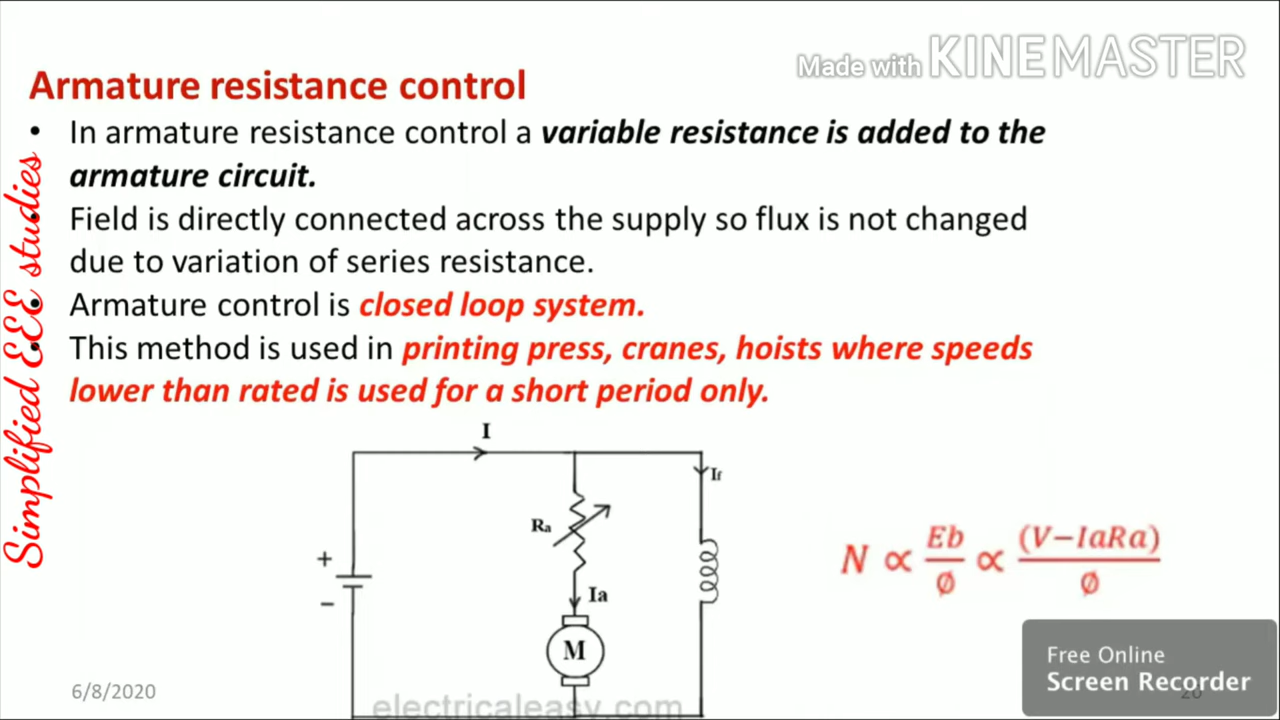 Made with KINEMASTER
Armature resistance control
• In armature resistance control a variable resistance is added to the
armature circuit.
• Field is directly connected across the supply so flux is not changed
due to variation of series resistance.
• Armature control is closed loop system.
• This method is used in printing press, cranes, hoists where speeds
lower than rated is used for a short period only.
Simplified EEE studies
I
If
Ra
+
−
Ia
M
N ∝ Eb/∅ ∝ (V−IaRa)/∅
Free Online
Screen Recorder
6/8/2020
20
electricaleasy.com